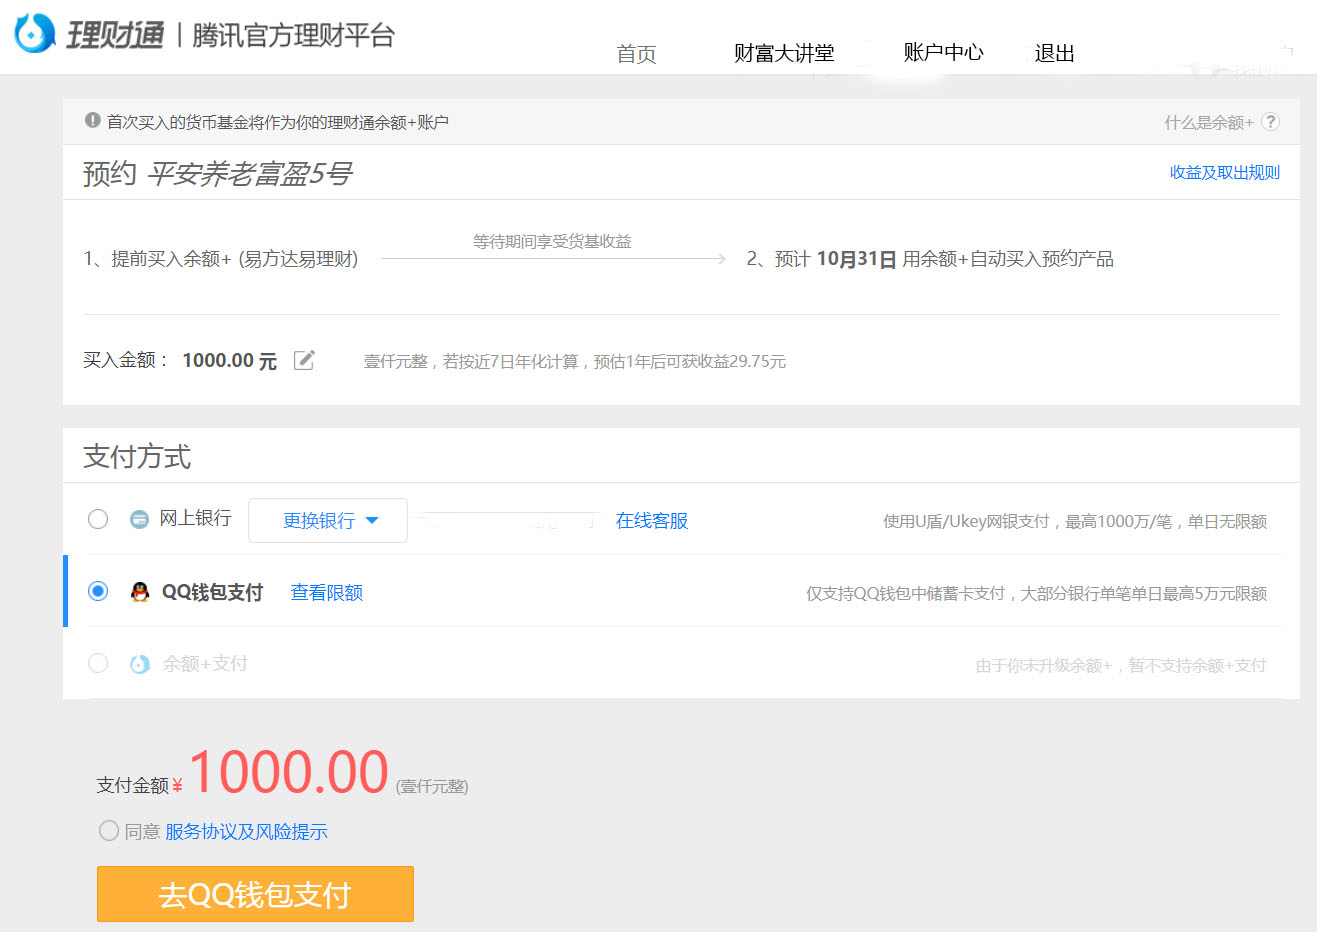 理财通 | 腾讯官方理财平台
首页 财富大讲堂 账户中心 退出
首次买入的货币基金将作为你的理财通余额+账户 什么是余额+ ?
预约 平安养老富盈5号 收益及取出规则
等待期间享受货基收益
1、提前买入余额+ (易方达易理财) 2、预计 10月31日 用余额+自动买入预约产品
买入金额： 1000.00 元 壹仟元整，若按近7日年化计算，预估1年后可获收益29.75元
支付方式
网上银行 更换银行 在线客服 使用U盾/Ukey网银支付，最高1000万/笔，单日无限额
QQ钱包支付 查看限额 仅支持QQ钱包中储蓄卡支付，大部分银行单笔单日最高5万元限额
余额+支付 由于你未升级余额+，暂不支持余额+支付
支付金额¥ 1000.00 (壹仟元整)
同意 服务协议及风险提示
去QQ钱包支付